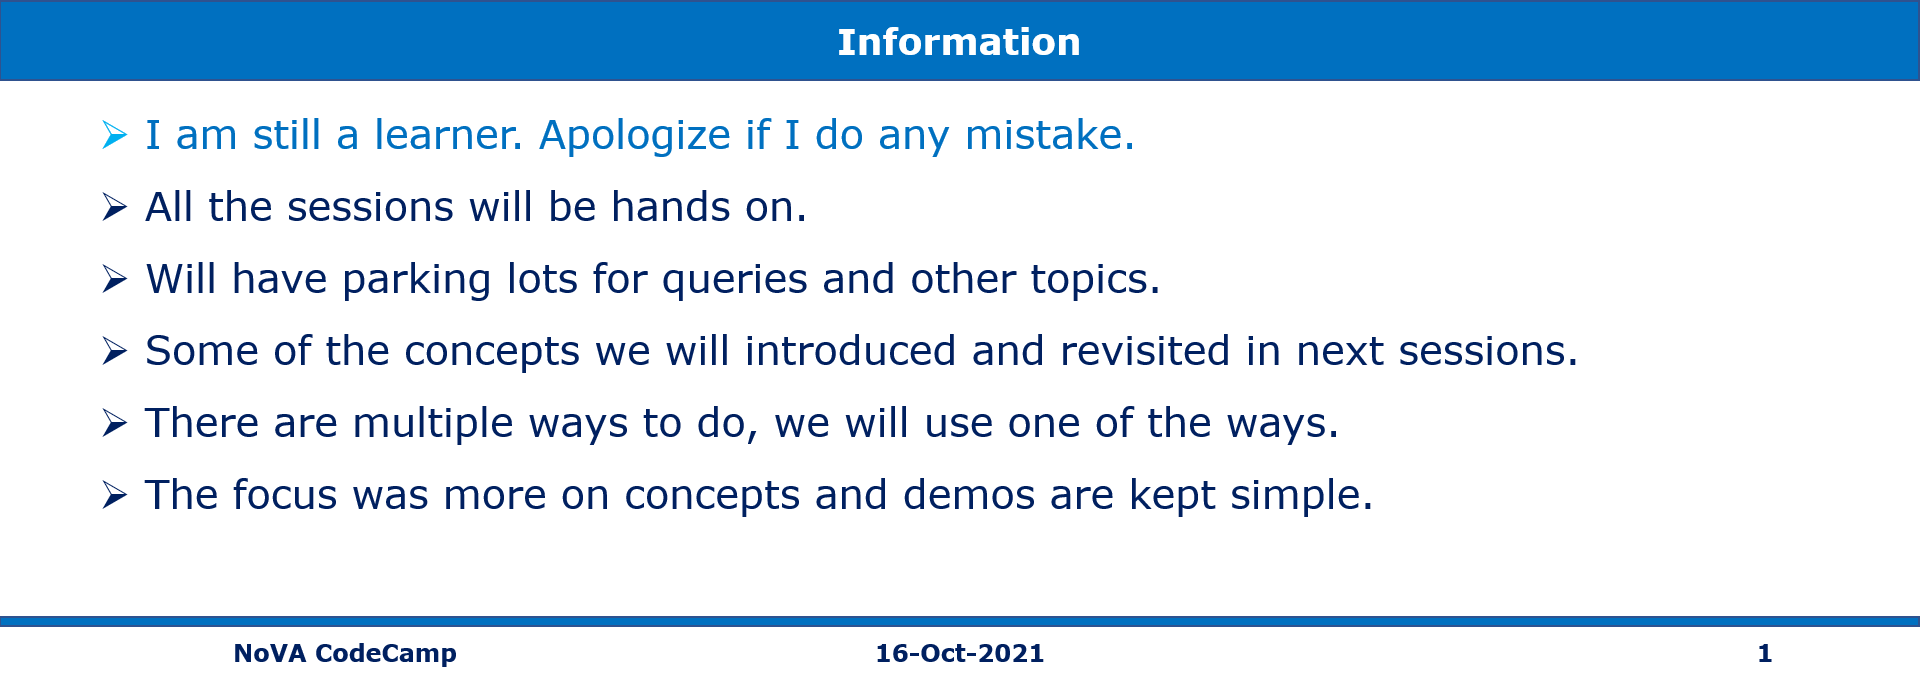 Information
I am still a learner. Apologize if I do any mistake.
All the sessions will be hands on.
Will have parking lots for queries and other topics.
Some of the concepts we will introduced and revisited in next sessions.
There are multiple ways to do, we will use one of the ways.
The focus was more on concepts and demos are kept simple.
NoVA CodeCamp 16-Oct-2021 1